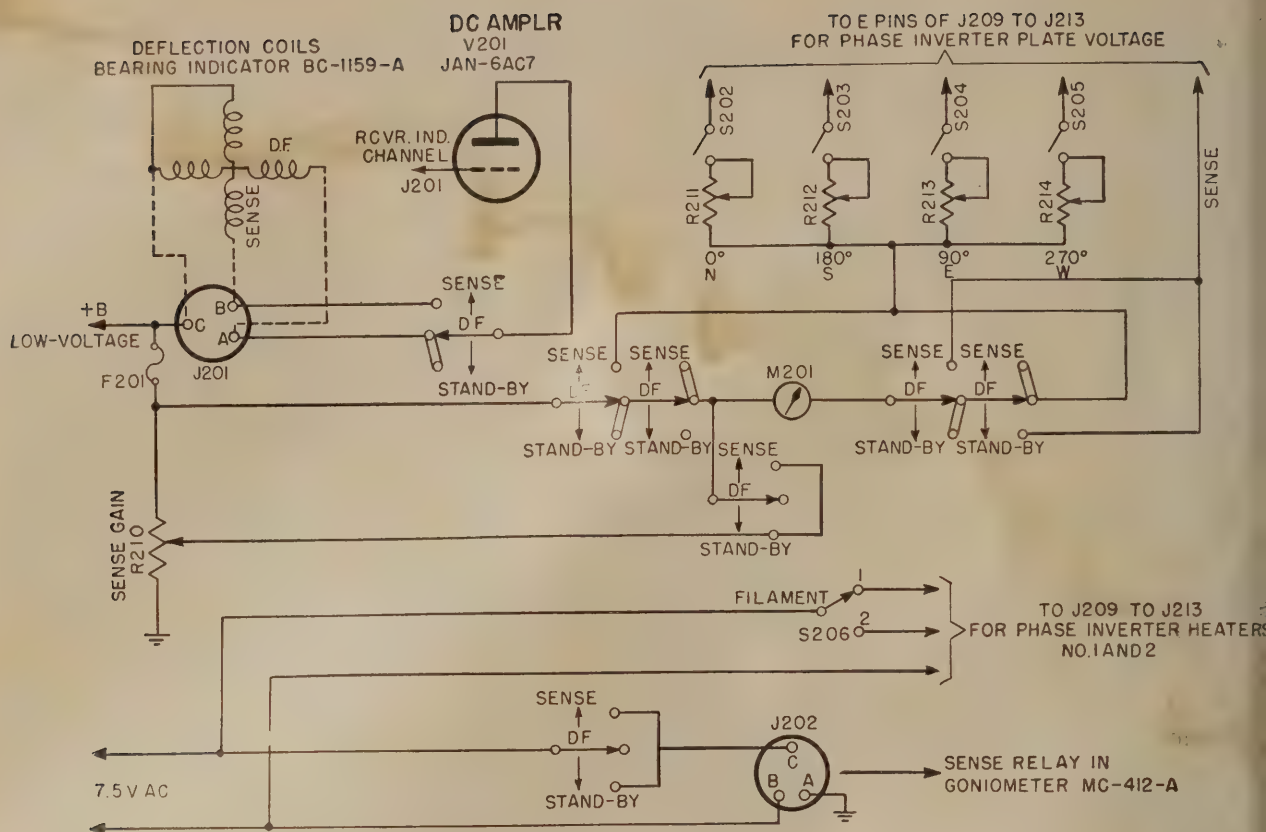 DEFLECTION COILS
BEARING INDICATOR BC-1159-A
DC AMPLR
V201
JAN-6AC7
TO E PINS OF J209 TO J213
FOR PHASE INVERTER PLATE VOLTAGE
S202
S203
S204
S205
D.F
RCVR. IND.
CHANNEL
J201
SENSE
SENSE
R211
R212
R213
R214
0°
N
180°
S
90°
E
270°
W
+B
LOW-VOLTAGE
C
B
A
J201
F201
SENSE
DF
STAND-BY
SENSE
DF
STAND-BY
SENSE
DF
STAND-BY
M201
SENSE
DF
STAND-BY
SENSE
DF
STAND-BY
SENSE
DF
STAND-BY
SENSE GAIN
R210
FILAMENT
1
S206
2
TO J209 TO J213
FOR PHASE INVERTER HEATERS
NO.1 AND 2
SENSE
DF
STAND-BY
J202
C
B
A
SENSE RELAY IN
GONIOMETER MC-412-A
7.5 V AC